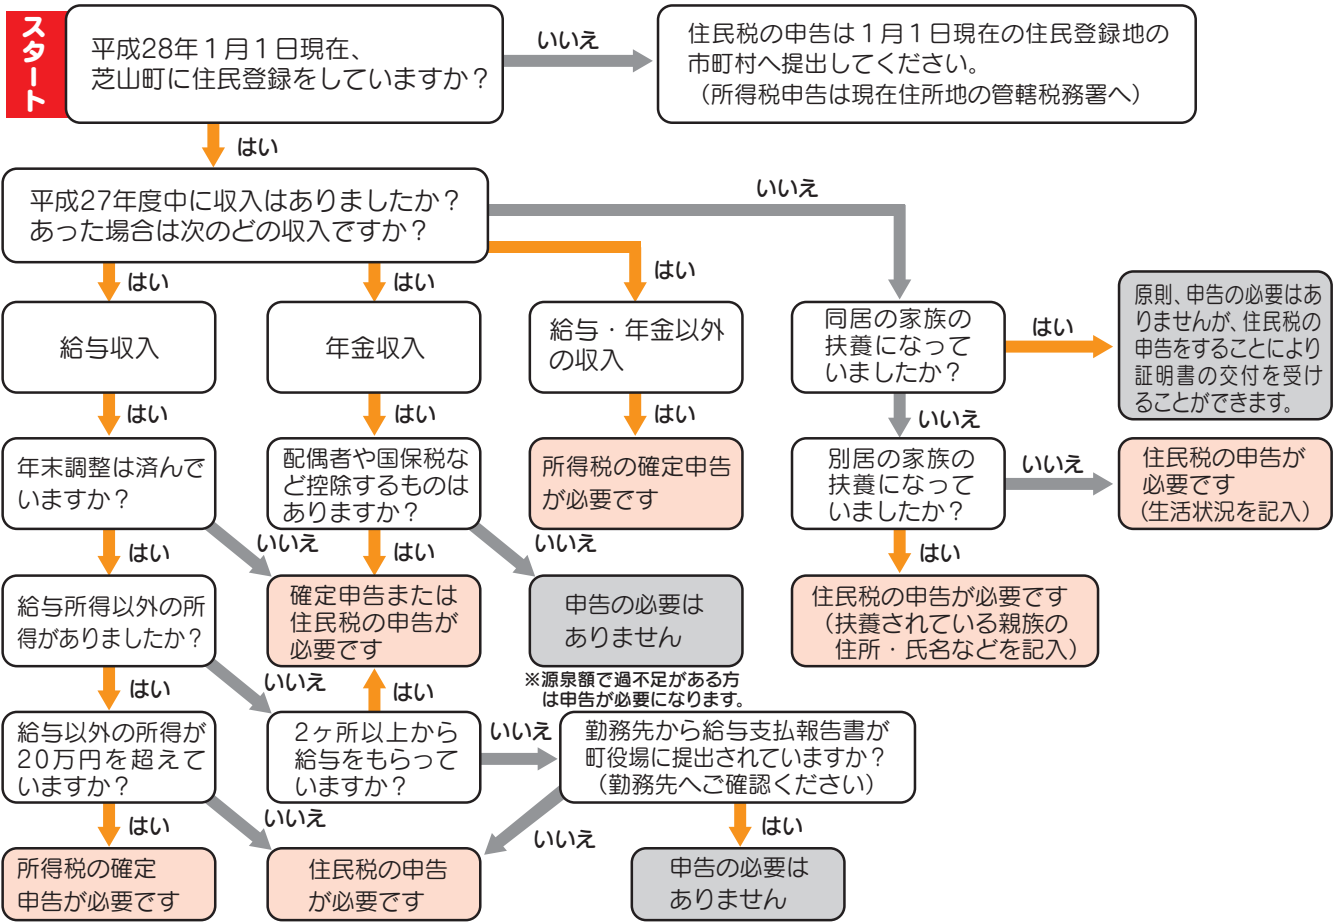 スタート
平成28年1月1日現在、
芝山町に住民登録をしていますか？
いいえ
住民税の申告は1月1日現在の住民登録地の
市町村へ提出してください。
（所得税申告は現在住所地の管轄税務署へ）
はい
平成27年度中に収入はありましたか？
あった場合は次のどの収入ですか？
いいえ
はい
はい
はい
給与収入
年金収入
給与・年金以外
の収入
同居の家族の
扶養になって
いましたか？
はい
原則、申告の必要はあ
りませんが、住民税の
申告をすることにより
証明書の交付を受け
ることができます。
はい
はい
はい
いいえ
年末調整は済んで
いますか？
配偶者や国保税な
ど控除するものは
ありますか？
所得税の確定申告
が必要です
別居の家族の
扶養になって
いましたか？
いいえ
住民税の申告が
必要です
（生活状況を記入）
はい
いいえ
はい
いいえ
はい
給与所得以外の所
得がありましたか？
確定申告または
住民税の申告が
必要です
申告の必要は
ありません
※源泉額で過不足がある方
は申告が必要になります。
住民税の申告が必要です
（扶養されている親族の
住所・氏名などを記入）
はい
いいえ
はい
給与以外の所得が
20万円を超えて
いますか？
2ヶ所以上から
給与をもらって
いますか？
いいえ
勤務先から給与支払報告書が
町役場に提出されていますか？
（勤務先へご確認ください）
はい
いいえ
いいえ
はい
所得税の確定
申告が必要です
住民税の申告
が必要です
申告の必要は
ありません